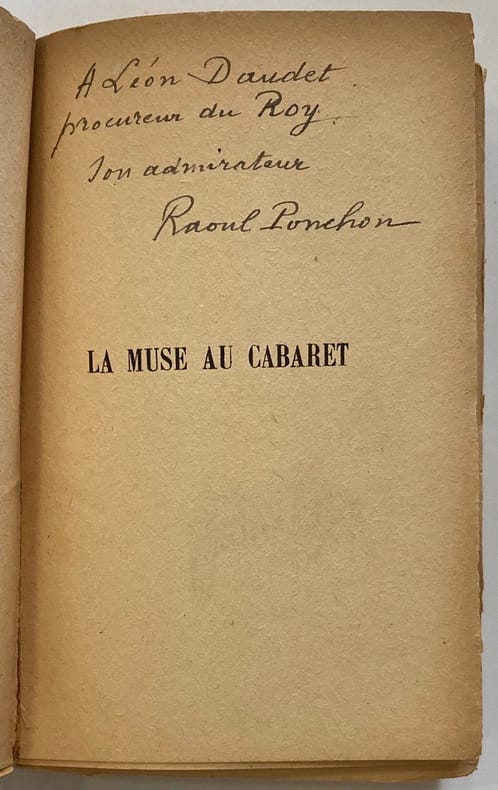 A Léon Daudet
procureur du Roy.
son admirateur
Raoul Ponchon
LA MUSE AU CABARET